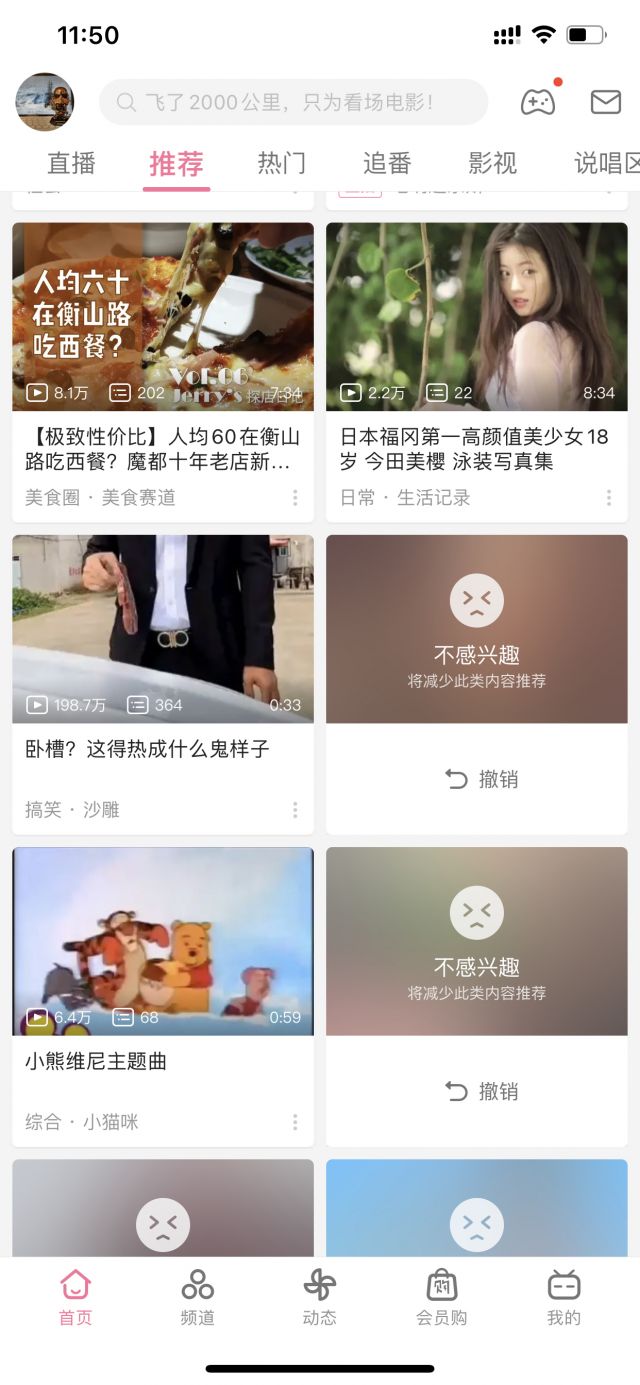 11:50
飞了2000公里，只为看场电影！
直播
推荐
热门
追番
影视
说唱区
人均六十
在衡山路
吃西餐？
Vol.06
Jerry's 探店日记
8.1万
202
7:34
【极致性价比】人均60在衡山
路吃西餐？魔都十年老店新...
美食圈 · 美食赛道
2.2万
22
8:34
日本福冈第一高颜值美少女18
岁 今田美樱 泳装写真集
日常 · 生活记录
198.7万
364
0:33
卧槽？这得热成什么鬼样子
搞笑 · 沙雕
不感兴趣
将减少此类内容推荐
撤销
6.4万
68
0:59
小熊维尼主题曲
综合 · 小猫咪
不感兴趣
将减少此类内容推荐
撤销
首页
频道
动态
购
会员购
我的